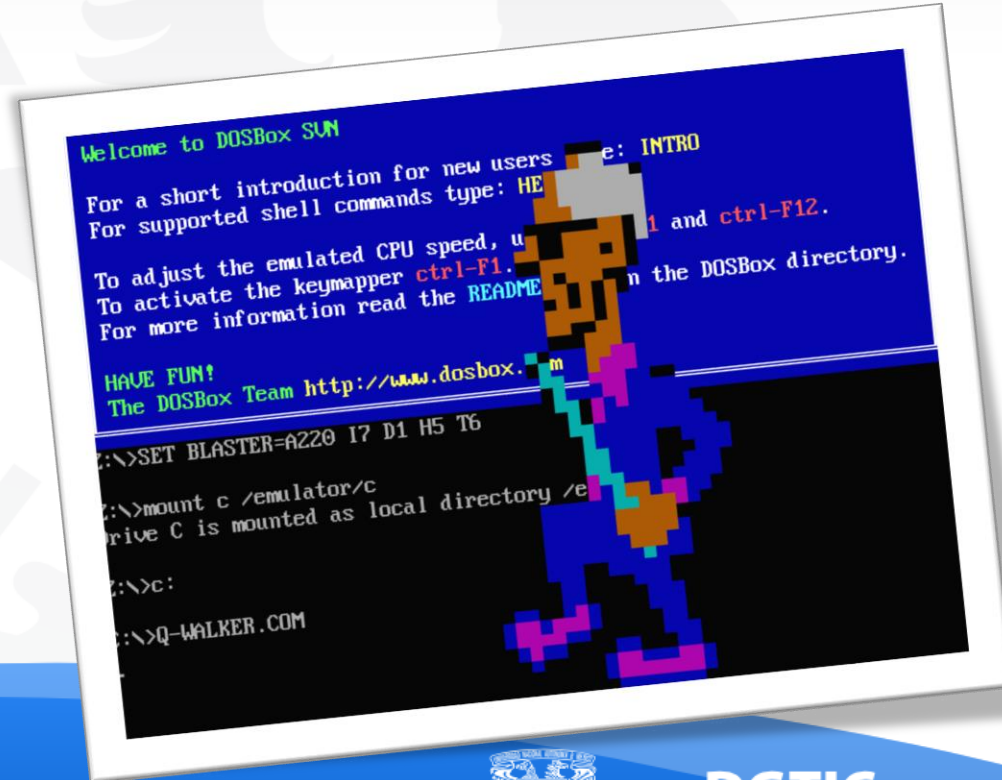 Welcome to DOSBox SVN
For a short introduction for new users e: INTRO
For supported shell commands type: HE
To adjust the emulated CPU speed, u 1 and ctrl-F12.
To activate the keymapper ctrl-F1.
For more information read the README n the DOSBox directory.
HAVE FUN!
The DOSBox Team http://www.dosbox. m
:\>SET BLASTER=A220 I7 D1 H5 T6
:\>mount c /emulator/c
rive C is mounted as local directory /e
:\>c:
:\>Q-WALKER.COM